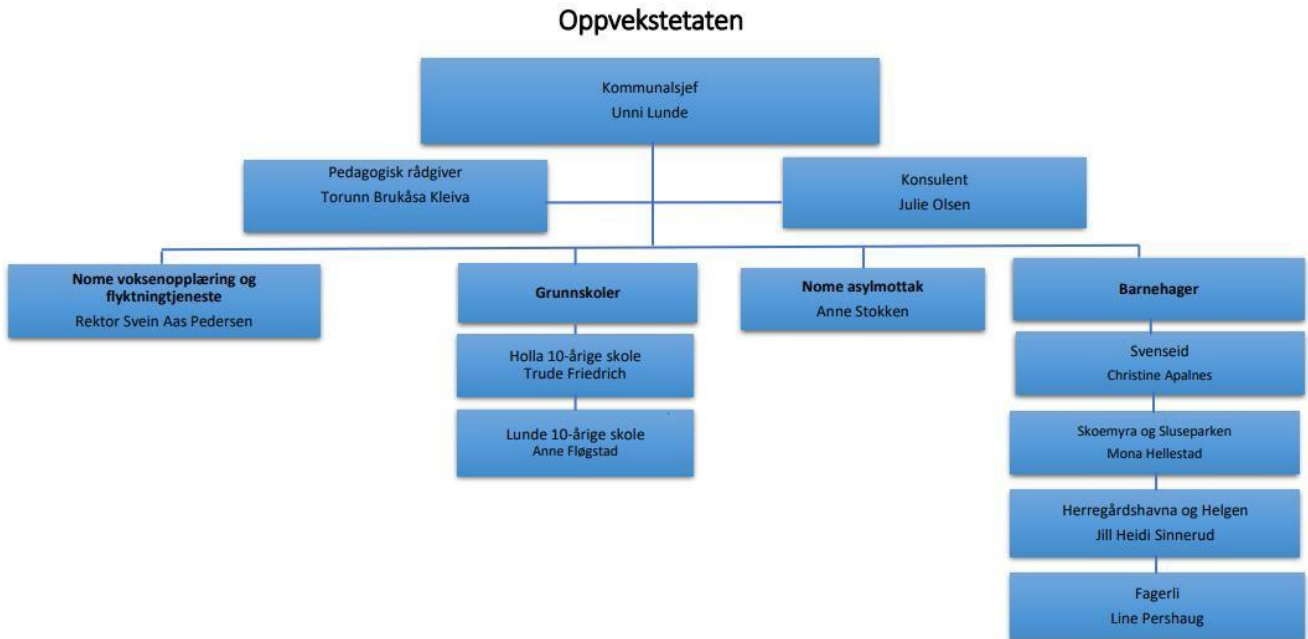 Oppvekstetaten
Kommunalsjef
Unni Lunde
Pedagogisk rådgiver
Torunn Brukåsa Kleiva
Konsulent
Julie Olsen
Nome voksenopplæring og
flyktningtjeneste
Rektor Svein Aas Pedersen
Grunnskoler
Holla 10-årige skole
Trude Friedrich
Lunde 10-årige skole
Anne Fløgstad
Nome asylmottak
Anne Stokken
Barnehager
Svenseid
Christine Apalnes
Skoemyra og Sluseparken
Mona Hellestad
Herregårdshavna og Helgen
Jill Heidi Sinnerud
Fagerli
Line Pershaug